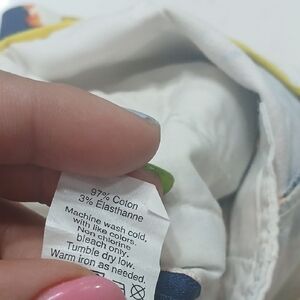 97% Coton
3% Elasthanne
Machine wash cold.
with like colors.
Non chlorine
bleach only.
Tumble dry low.
Warm iron as needed.